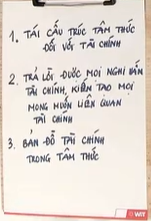 1. TÁI CẤU TRÚC TÂM THỨC
ĐỐI VỚI TÀI CHÍNH
2. TRẢ LỜI ĐƯỢC MỌI NGHI VẤN
TÀI CHÍNH, KIẾN TẠO MỌI
MONG MUỐN LIÊN QUAN
TÀI CHÍNH
3. BẢN ĐỒ TÀI CHÍNH
TRONG TÂM THỨC